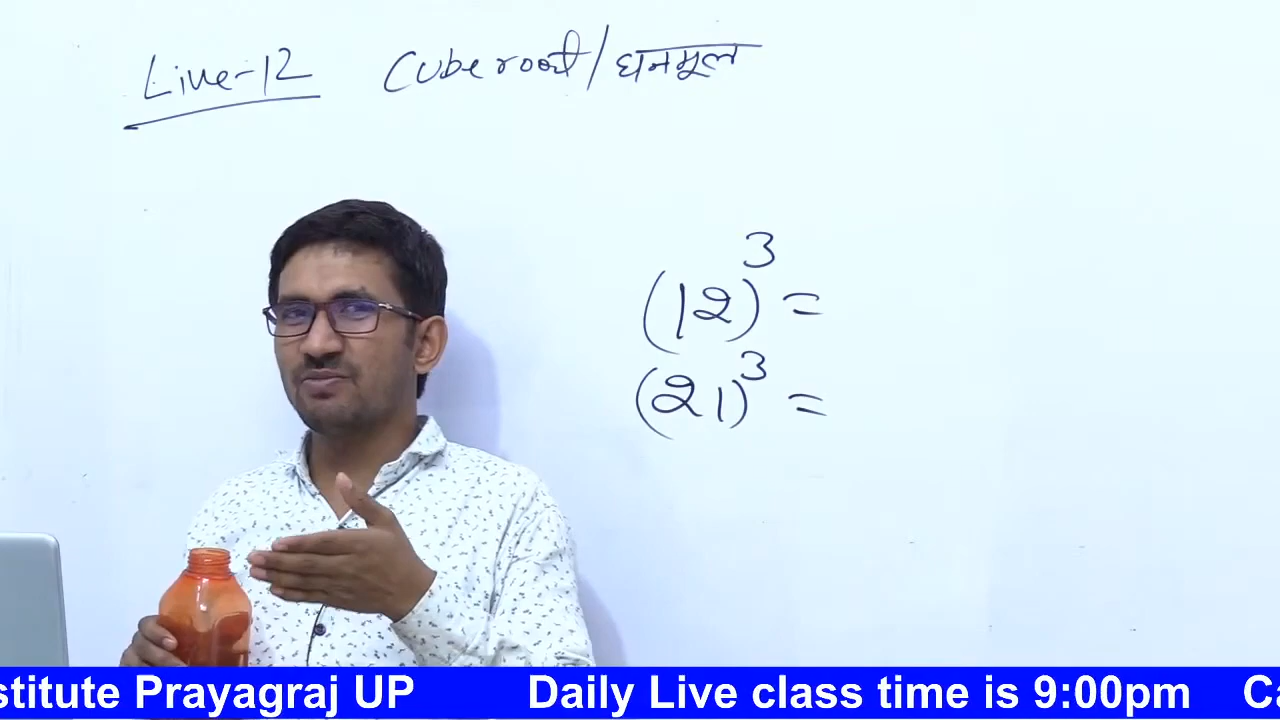 Live-12 Cube root/घनमूल
(12)³ =
(21)³ =
stitute Prayagraj UP Daily Live class time is 9:00pm Ca